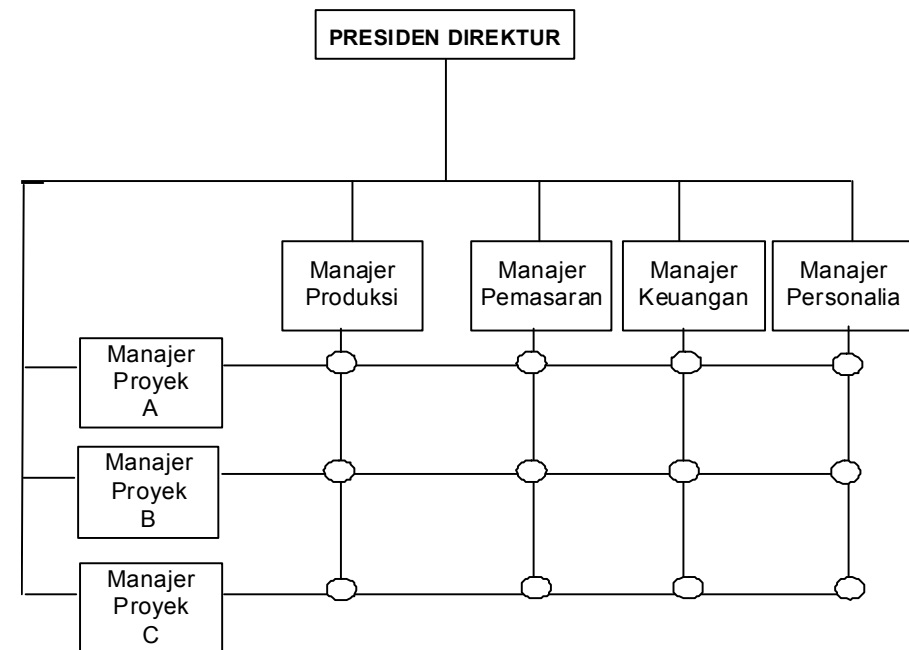 PRESIDEN DIREKTUR
Manajer
Produksi
Manajer
Pemasaran
Manajer
Keuangan
Manajer
Personalia
Manajer
Proyek
A
Manajer
Proyek
B
Manajer
Proyek
C